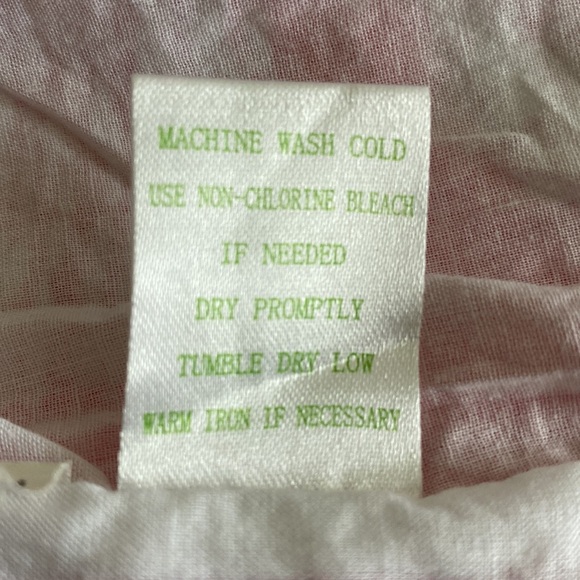 MACHINE WASH COLD
USE NON-CHLORINE BLEACH
IF NEEDED
DRY PROMPTLY
TUMBLE DRY LOW
WARM IRON IF NECESSARY